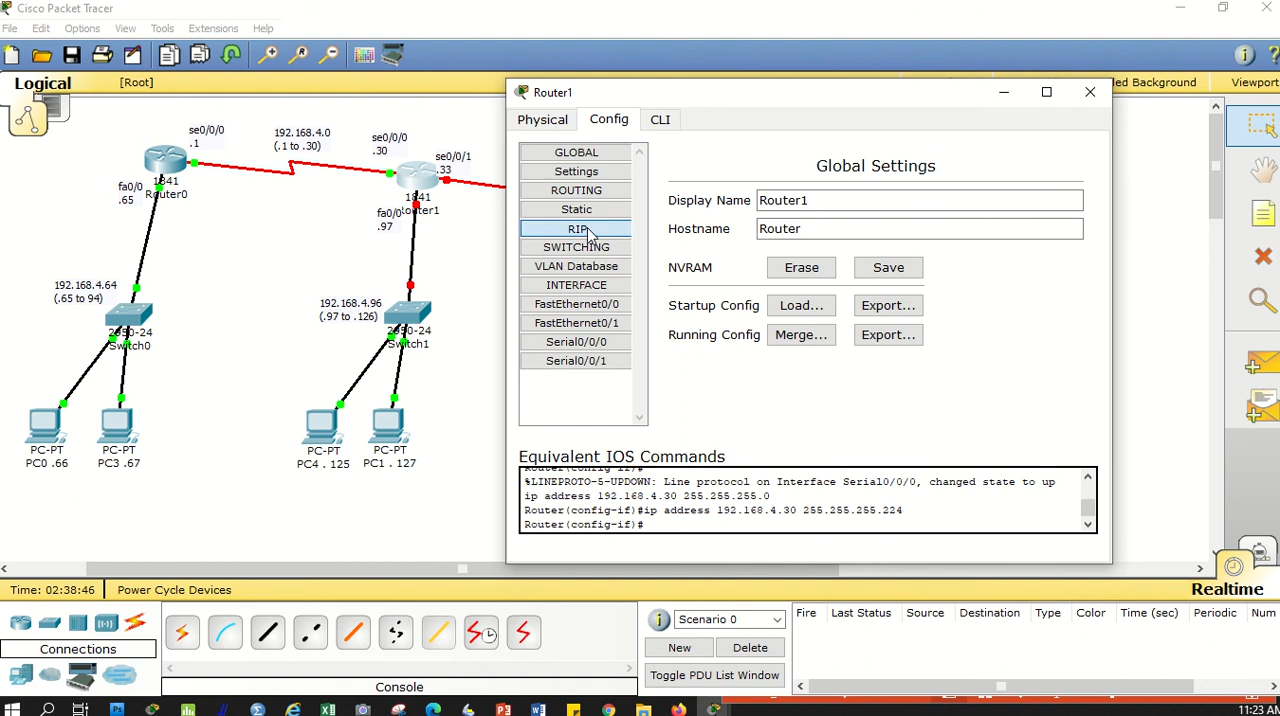 Cisco Packet Tracer
File Edit Options View Tools Extensions Help
Logical
[Root]
ed Background
Viewport
se0/0/0
.1
192.168.4.0
(.1 to .30)
se0/0/0
.30
se0/0/1
.33
1841
Router0
fa0/0
.65
1841
Router1
fa0/0
.97
192.168.4.64
(.65 to 94)
2950-24
Switch0
192.168.4.96
(.97 to .126)
2950-24
Switch1
PC-PT
PC0 .66
PC-PT
PC3 .67
PC-PT
PC4 . 125
PC-PT
PC1 . 127
Router1
Physical Config CLI
GLOBAL
Settings
ROUTING
Static
RIP
SWITCHING
VLAN Database
INTERFACE
FastEthernet0/0
FastEthernet0/1
Serial0/0/0
Serial0/0/1
Global Settings
Display Name Router1
Hostname Router
NVRAM Erase Save
Startup Config Load... Export...
Running Config Merge... Export...
Equivalent IOS Commands
Router(config-if)#
%LINEPROTO-5-UPDOWN: Line protocol on Interface Serial0/0/0, changed state to up
ip address 192.168.4.30 255.255.255.0
Router(config-if)#ip address 192.168.4.30 255.255.255.224
Router(config-if)#
Time: 02:38:46 Power Cycle Devices
Realtime
Connections
Console
Scenario 0
New Delete
Toggle PDU List Window
Fire Last Status Source Destination Type Color Time (sec) Periodic Num
11:23 A